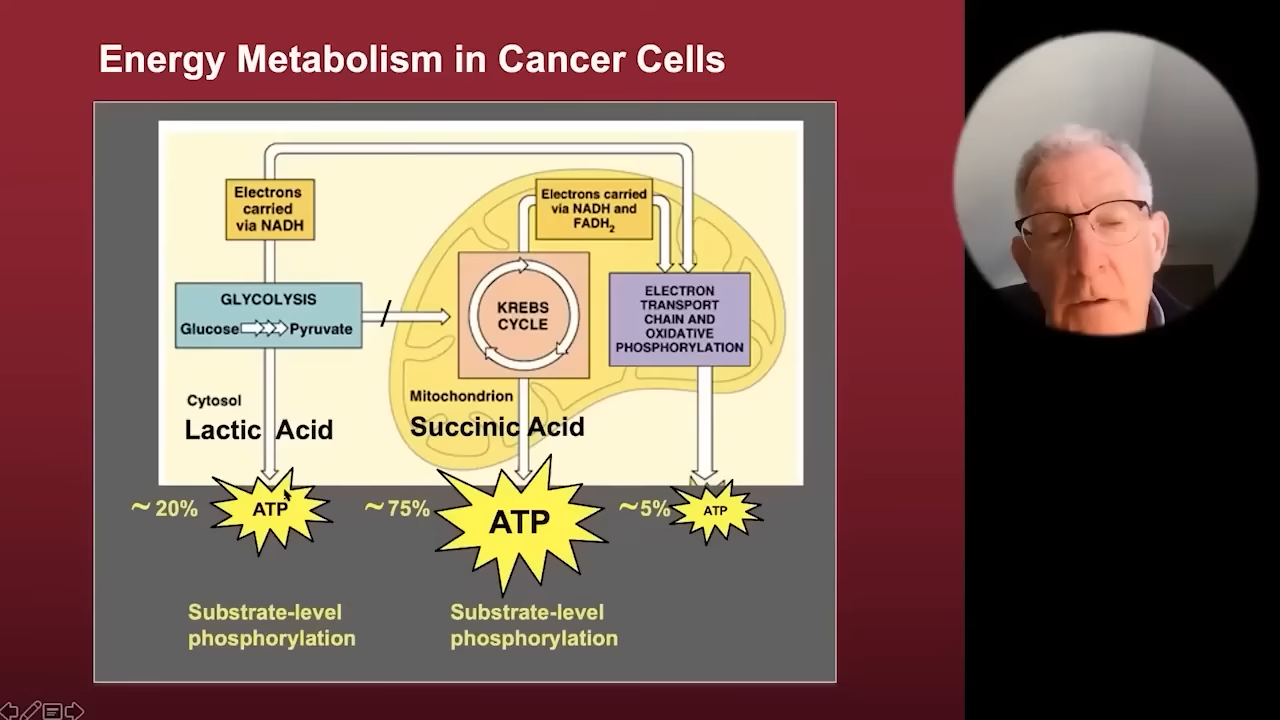 Energy Metabolism in Cancer Cells
Electrons
carried
via NADH
Electrons carried
via NADH and
FADH2
GLYCOLYSIS
Glucose Pyruvate
KREBS
CYCLE
ELECTRON
TRANSPORT
CHAIN AND
OXIDATIVE
PHOSPHORYLATION
Cytosol
Lactic Acid
Mitochondrion
Succinic Acid
~ 20%
ATP
~ 75%
ATP
~ 5%
ATP
Substrate-level
phosphorylation
Substrate-level
phosphorylation